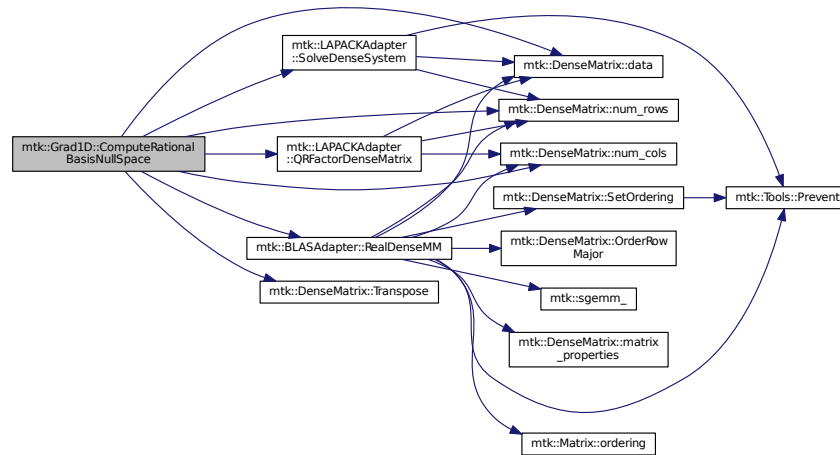 mtk::Grad1D::ComputeRational
BasisNullSpace
mtk::LAPACKAdapter
::SolveDenseSystem
mtk::LAPACKAdapter
::QRFactorDenseMatrix
mtk::BLASAdapter::RealDenseMM
mtk::DenseMatrix::Transpose
mtk::DenseMatrix::data
mtk::DenseMatrix::num_rows
mtk::DenseMatrix::num_cols
mtk::DenseMatrix::SetOrdering
mtk::DenseMatrix::OrderRow
Major
mtk::sgemm_
mtk::DenseMatrix::matrix
_properties
mtk::Matrix::ordering
mtk::Tools::Prevent